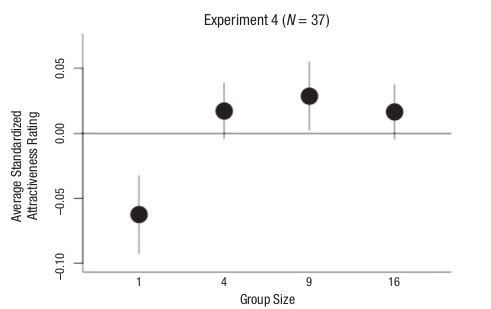 Experiment 4 (N = 37)
Average Standardized
Attractiveness Rating
0.05
0.00
−0.05
−0.10
1 4 9 16
Group Size